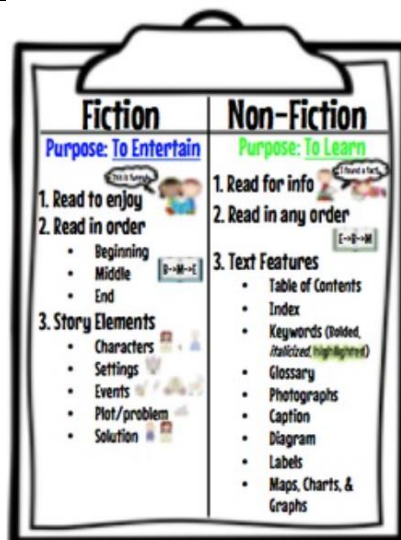 Fiction
Purpose: To Entertain
This is funny!
1. Read to enjoy
2. Read in order
• Beginning
• Middle
• End
B->M->E
3. Story Elements
• Characters
• Settings
• Events
• Plot/problem
• Solution
Non-Fiction
Purpose: To Learn
I found a fact!
1. Read for info
2. Read in any order
E->B->M
3. Text Features
• Table of Contents
• Index
• Keywords (Bolded,
italicized, highlighted)
• Glossary
• Photographs
• Caption
• Diagram
• Labels
• Maps, Charts, &
Graphs